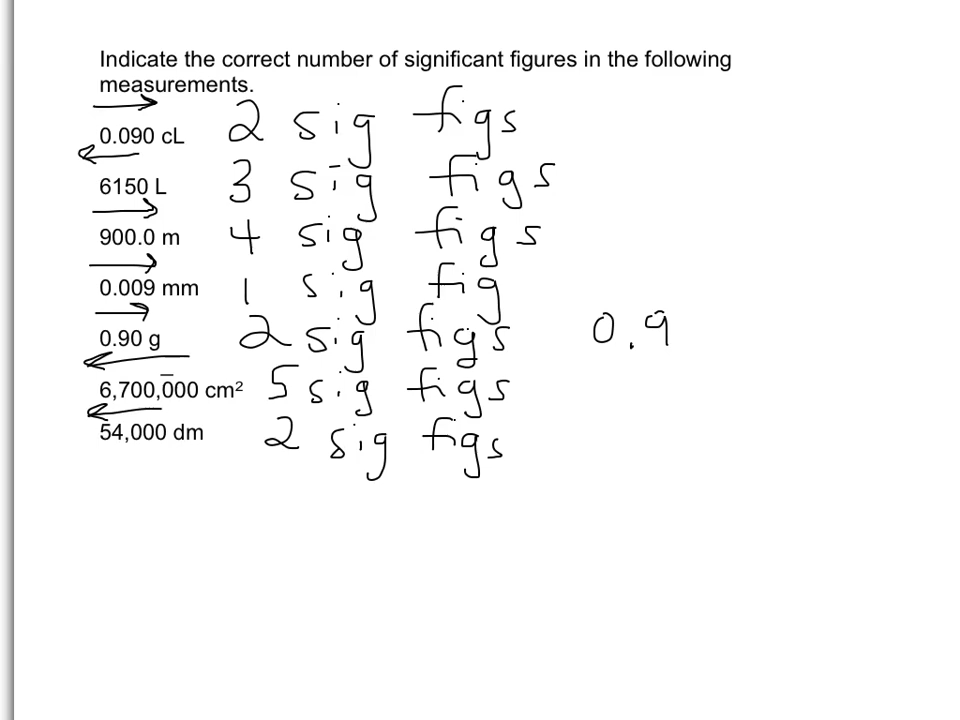 Indicate the correct number of significant figures in the following
measurements.
0.090 cL 2 sig figs
6150 L 3 sig figs
900.0 m 4 sig figs
0.009 mm 1 sig fig
0.90 g 2 sig figs 0.9
6,700,0̅00 cm² 5 sig figs
54,000 dm 2 sig figs